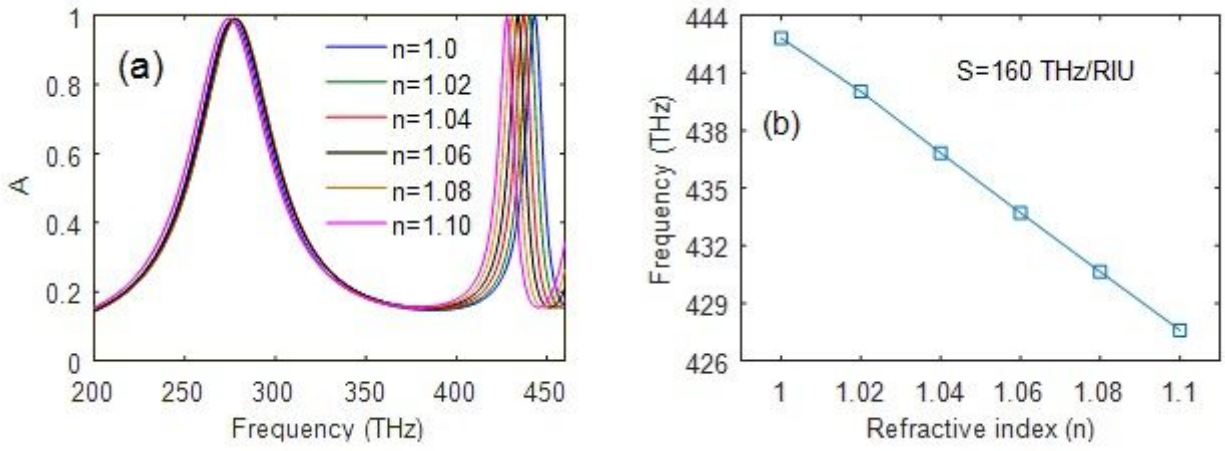 (a)
n=1.0
n=1.02
n=1.04
n=1.06
n=1.08
n=1.10
A
1
0.8
0.6
0.4
0.2
0
200 250 300 350 400 450
Frequency (THz)
(b)
S=160 THz/RIU
Frequency (THz)
444
441
438
435
432
429
426
1 1.02 1.04 1.06 1.08 1.1
Refractive index (n)